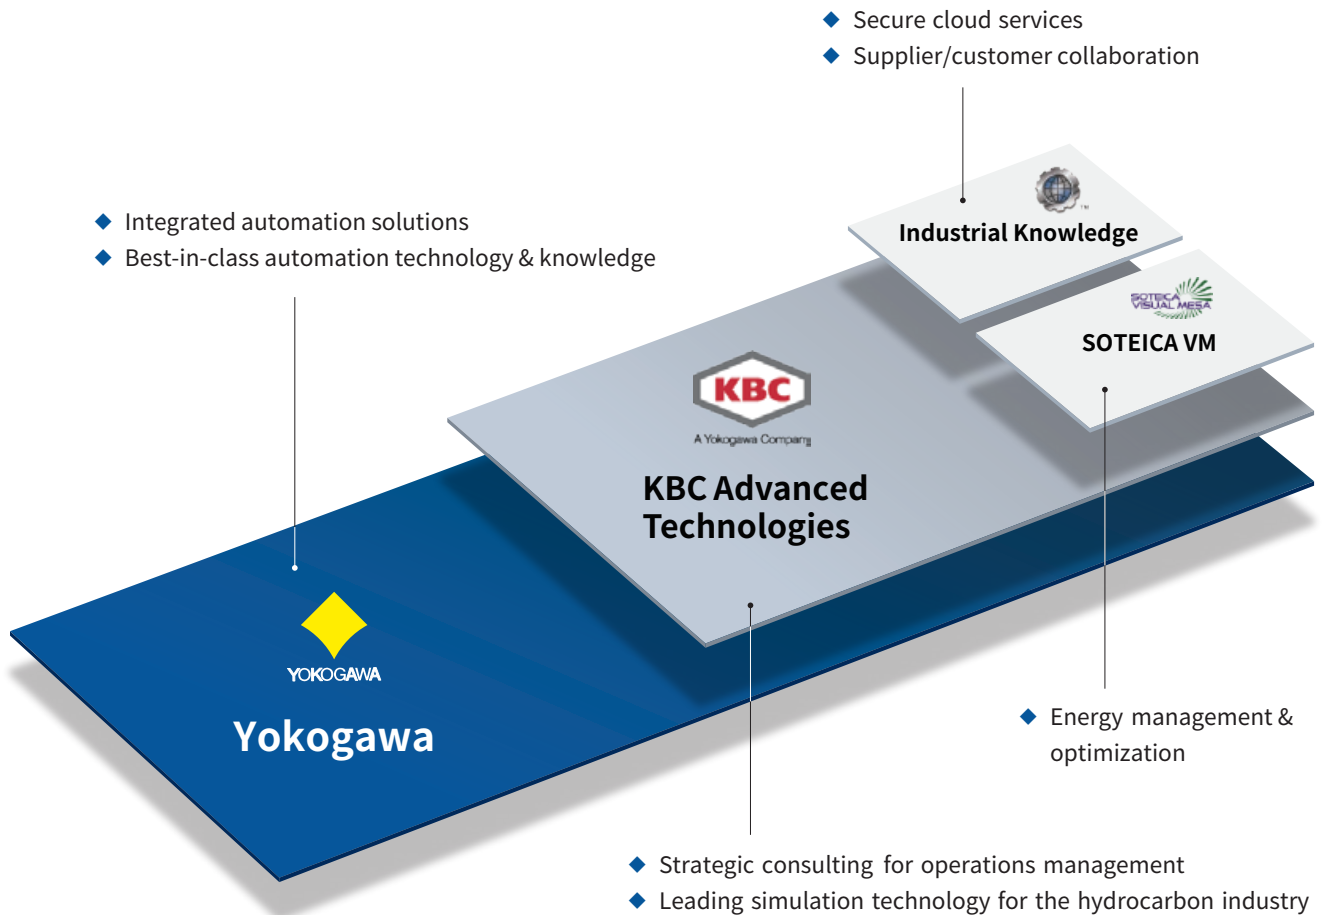 ◆ Secure cloud services
◆ Supplier/customer collaboration
◆ Integrated automation solutions
◆ Best-in-class automation technology & knowledge
TM
Industrial Knowledge
SOTEICA
VISUAL MESA
SOTEICA VM
KBC
A Yokogawa Company
KBC Advanced
Technologies
YOKOGAWA
Yokogawa
◆ Energy management &
optimization
◆ Strategic consulting for operations management
◆ Leading simulation technology for the hydrocarbon industry